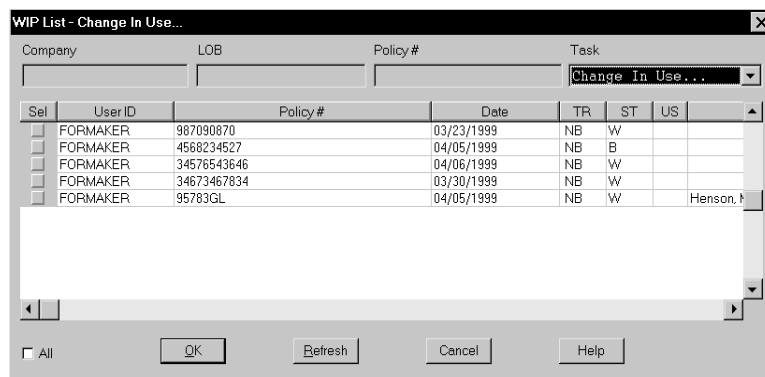 WIP List - Change In Use...
Company LOB Policy # Task
Change In Use...
Sel User ID Policy # Date TR ST US
FORMAKER 987090870 03/23/1999 NB W
FORMAKER 4568234527 04/05/1999 NB B
FORMAKER 34576543646 04/06/1999 NB W
FORMAKER 34673467834 03/30/1999 NB W
FORMAKER 95783GL 04/05/1999 NB W Henson,
All OK Refresh Cancel Help